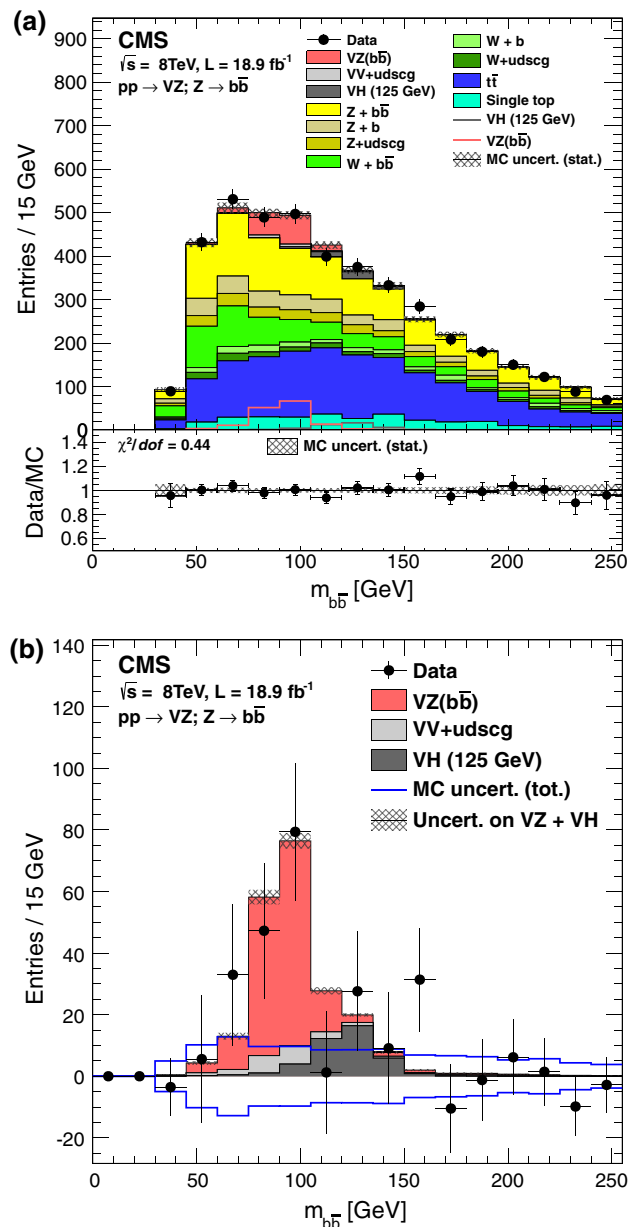 (a)
CMS
√s = 8TeV, L = 18.9 fb-1
pp → VZ; Z → bb̅
Data
VZ(bb̅)
VV+udscg
VH (125 GeV)
Z + bb̅
Z + b
Z+udscg
W + bb̅
W + b
W+udscg
tt̅
Single top
VH (125 GeV)
VZ(bb̅)
MC uncert. (stat.)
Entries / 15 GeV
900
800
700
600
500
400
300
200
100
0
χ2/dof = 0.44
MC uncert. (stat.)
Data/MC
1.4
1.2
1
0.8
0.6
0 50 100 150 200 250
mbb̅ [GeV]
(b)
CMS
√s = 8TeV, L = 18.9 fb-1
pp → VZ; Z → bb̅
Data
VZ(bb̅)
VV+udscg
VH (125 GeV)
MC uncert. (tot.)
Uncert. on VZ + VH
Entries / 15 GeV
140
120
100
80
60
40
20
0
-20
0 50 100 150 200 250
mbb̅ [GeV]